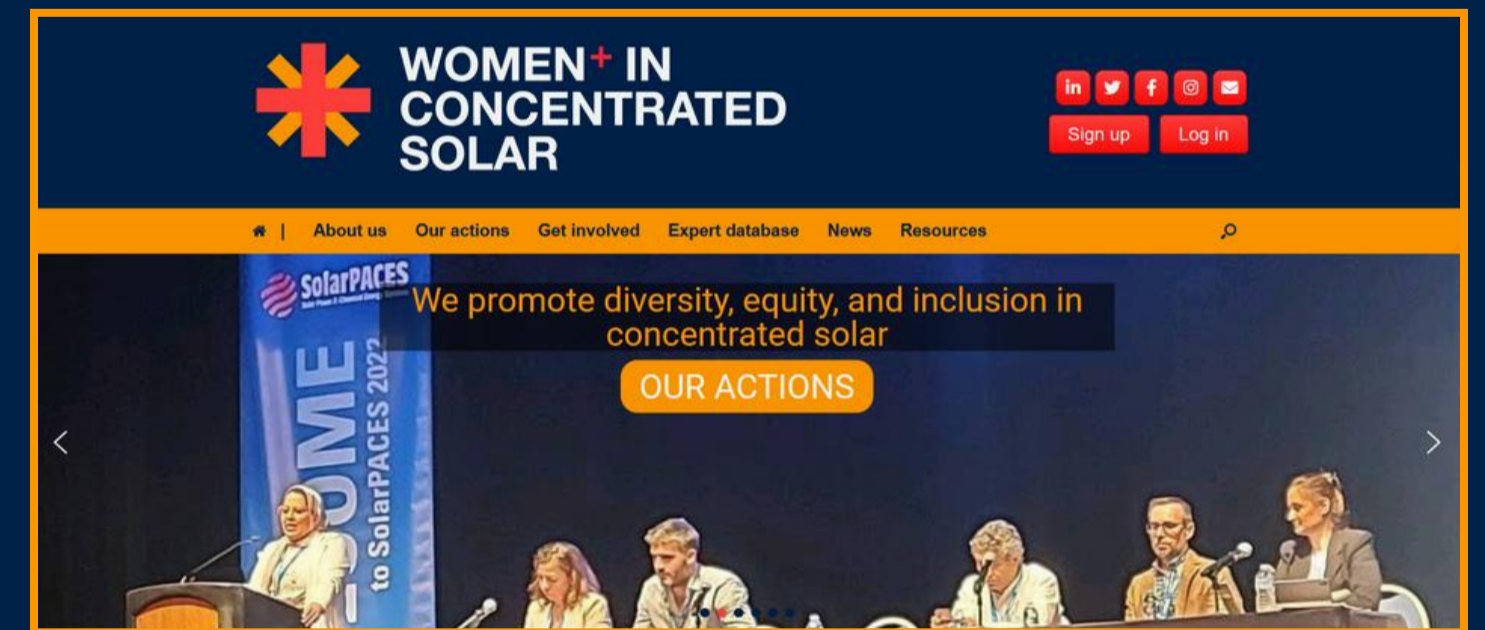 WOMEN+ IN
CONCENTRATED
SOLAR
Sign up
Log in
|
About us
Our actions
Get involved
Expert database
News
Resources
SolarPACES
We promote diversity, equity, and inclusion in
concentrated solar
OUR ACTIONS
OME
to SolarPACES 2022